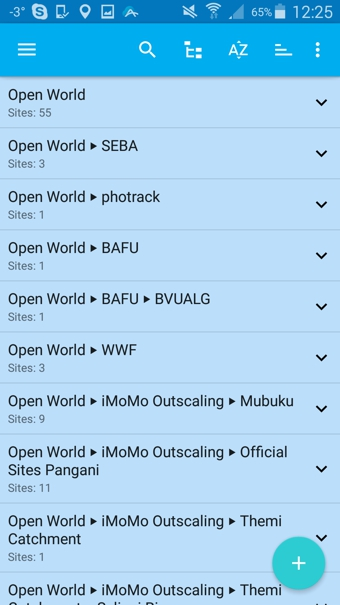 -3° 65% 12:25
AZ
Open World
Sites: 55
Open World ▸ SEBA
Sites: 3
Open World ▸ photrack
Sites: 1
Open World ▸ BAFU
Sites: 1
Open World ▸ BAFU ▸ BVUALG
Sites: 1
Open World ▸ WWF
Sites: 3
Open World ▸ iMoMo Outscaling ▸ Mubuku
Sites: 9
Open World ▸ iMoMo Outscaling ▸ Official
Sites Pangani
Sites: 11
Open World ▸ iMoMo Outscaling ▸ Themi
Catchment
Sites: 1
Open World ▸ iMoMo Outscaling ▸ Themi